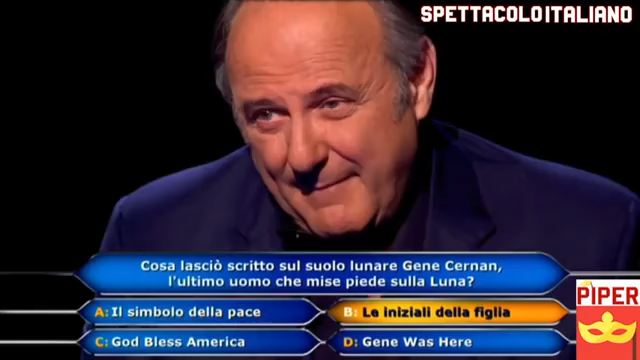 SPETTACOLOITALIANO
Cosa lasciò scritto sul suolo lunare Gene Cernan,
l'ultimo uomo che mise piede sulla Luna?
A: Il simbolo della pace
B: Le iniziali della figlia
C: God Bless America
D: Gene Was Here
PIPER